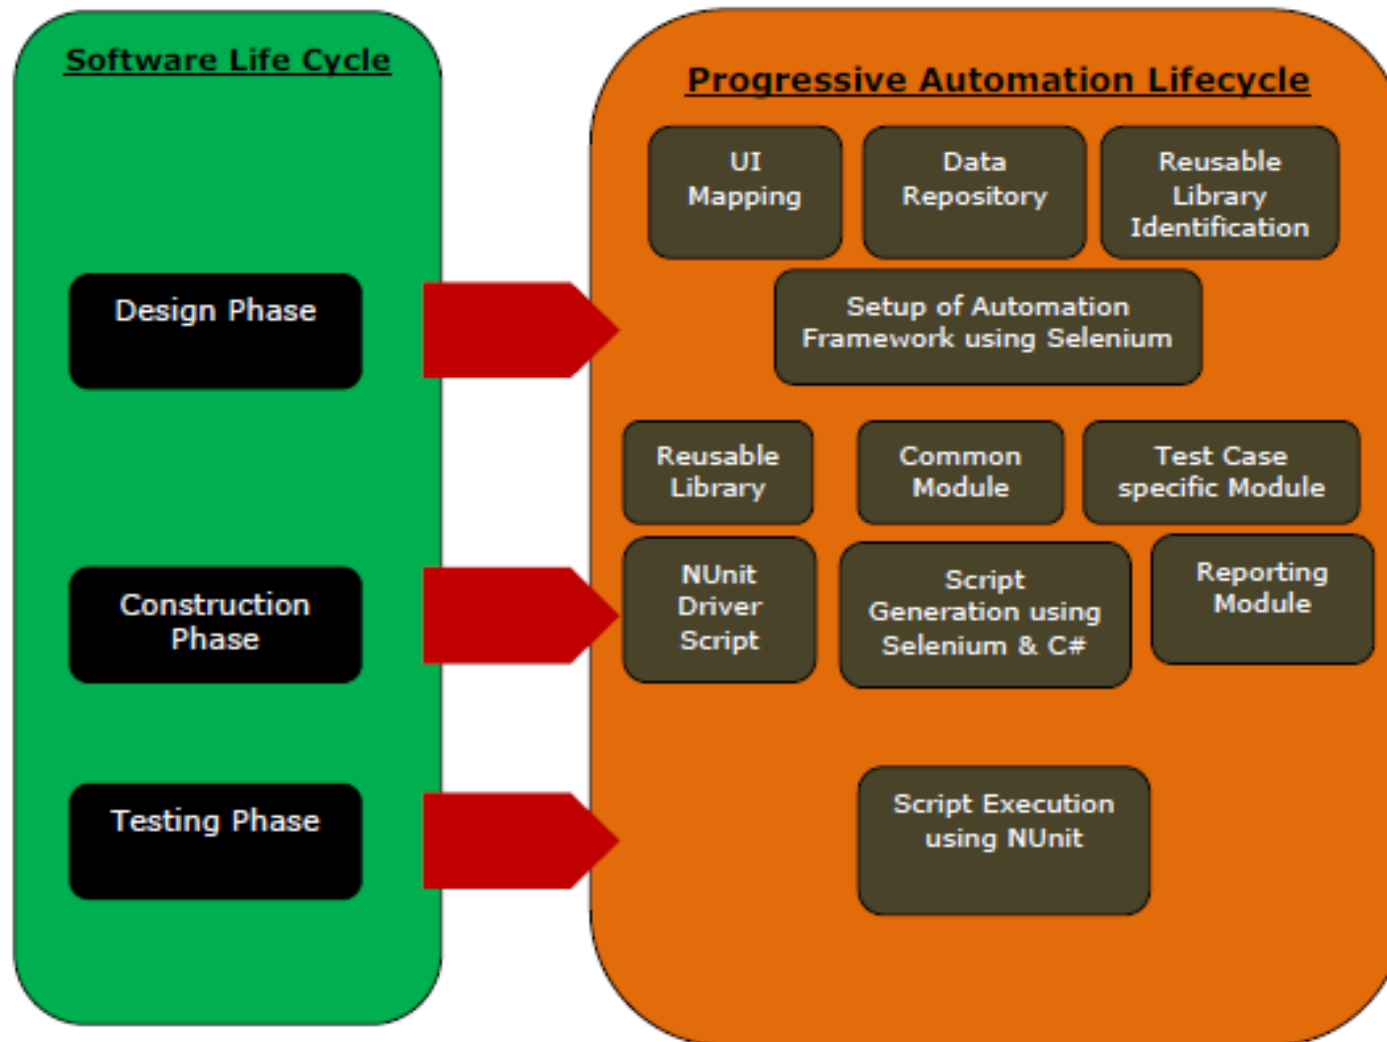 Software Life Cycle
Progressive Automation Lifecycle
UI
Mapping
Data
Repository
Reusable
Library
Identification
Design Phase
Setup of Automation
Framework using Selenium
Reusable
Library
Common
Module
Test Case
specific Module
Construction
Phase
NUnit
Driver
Script
Script
Generation using
Selenium & C#
Reporting
Module
Testing Phase
Script Execution
using NUnit